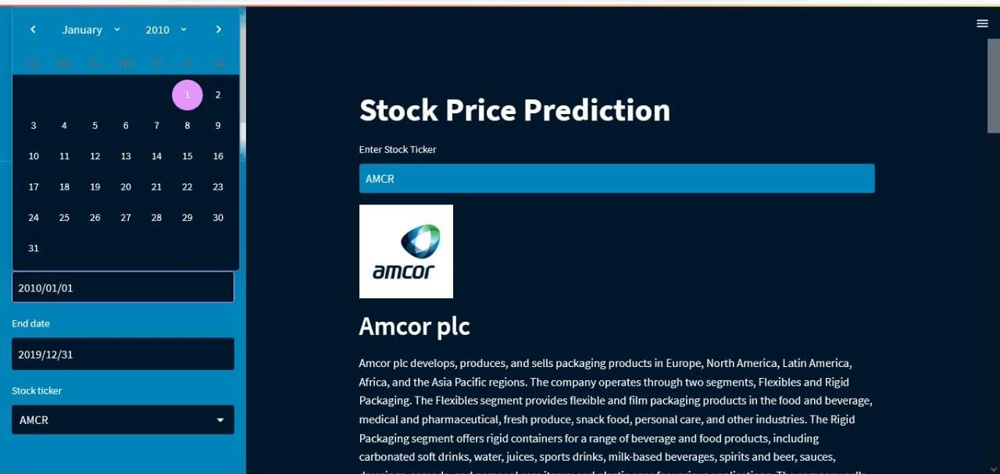 January 2010
Su Mo Tu We Th Fr Sa
1 2
3 4 5 6 7 8 9
10 11 12 13 14 15 16
17 18 19 20 21 22 23
24 25 26 27 28 29 30
31
2010/01/01
End date
2019/12/31
Stock ticker
AMCR
Stock Price Prediction
Enter Stock Ticker
AMCR
amcor
Amcor plc
Amcor plc develops, produces, and sells packaging products in Europe, North America, Latin America,
Africa, and the Asia Pacific regions. The company operates through two segments, Flexibles and Rigid
Packaging. The Flexibles segment provides flexible and film packaging products in the food and beverage,
medical and pharmaceutical, fresh produce, snack food, personal care, and other industries. The Rigid
Packaging segment offers rigid containers for a range of beverage and food products, including
carbonated soft drinks, water, juices, sports drinks, milk-based beverages, spirits and beer, sauces,